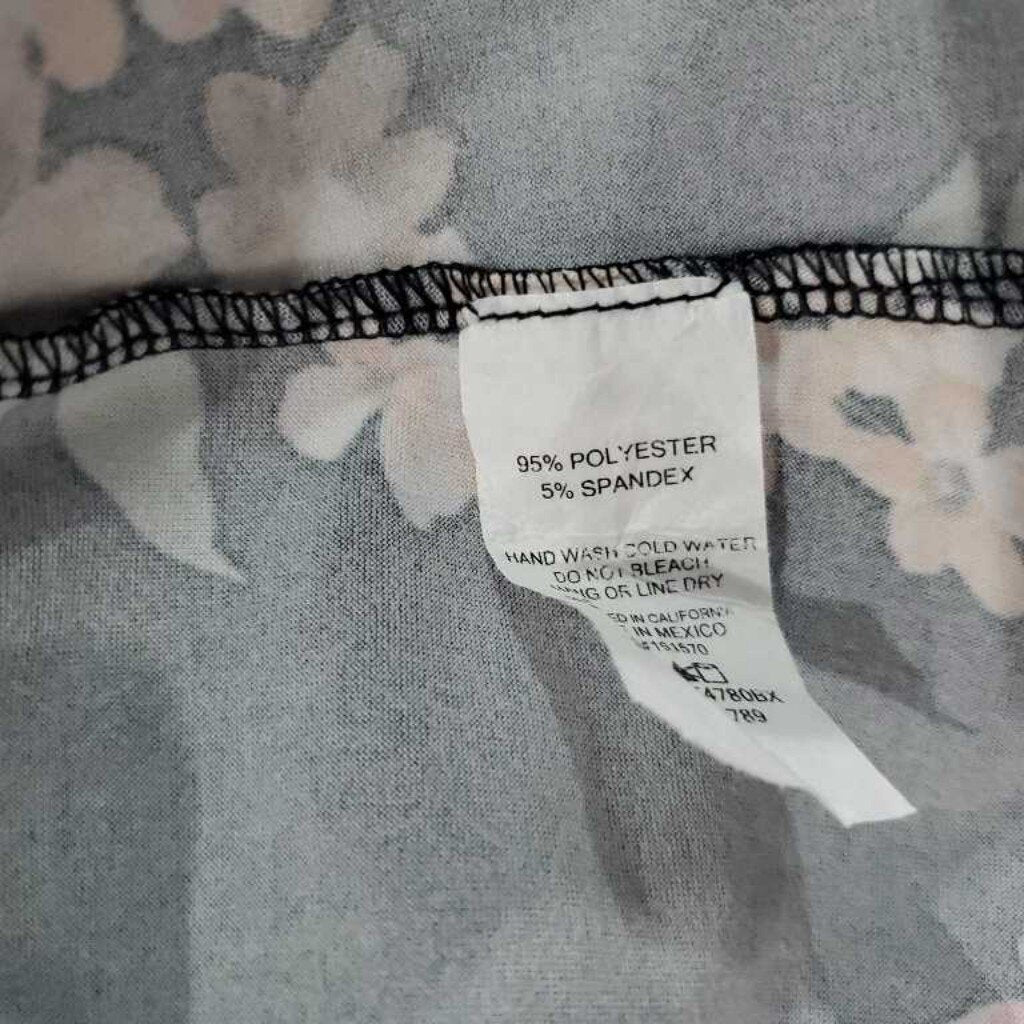 95% POLYESTER
5% SPANDEX
HAND WASH COLD WATER
DO NOT BLEACH
OR LINE DRY
IN CALIFORNIA
IN MEXICO
789